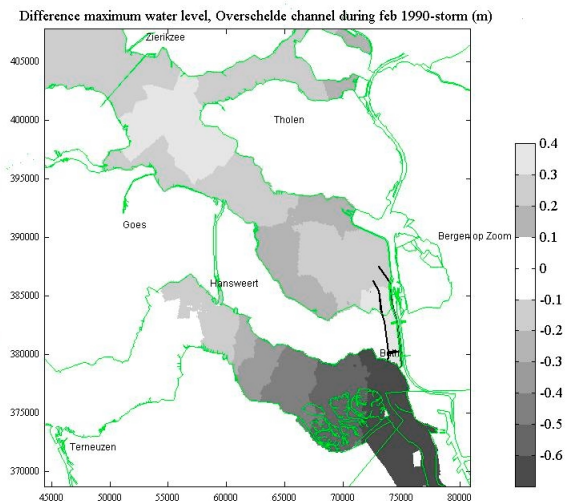 Difference maximum water level, Overschelde channel during feb 1990-storm (m)
Zierikzee
405000
400000
Tholen
0.4
395000
0.3
0.2
Goes
390000
Bergen op Zoom
0.1
0
Hansweert
385000
-0.1
-0.2
380000
Bath
-0.3
-0.4
375000
-0.5
Terneuzen
-0.6
370000
45000 50000 55000 60000 65000 70000 75000 80000